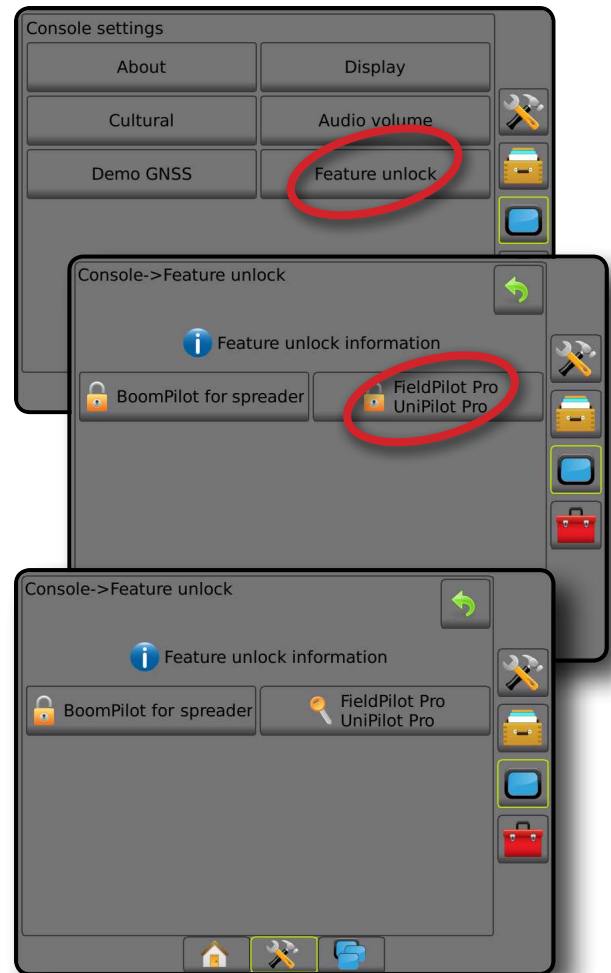 Console settings
About
Display
Cultural
Audio volume
Demo GNSS
Feature unlock
Console->Feature unlock
Feature unlock information
BoomPilot for spreader
FieldPilot Pro
UniPilot Pro
Console->Feature unlock
Feature unlock information
BoomPilot for spreader
FieldPilot Pro
UniPilot Pro